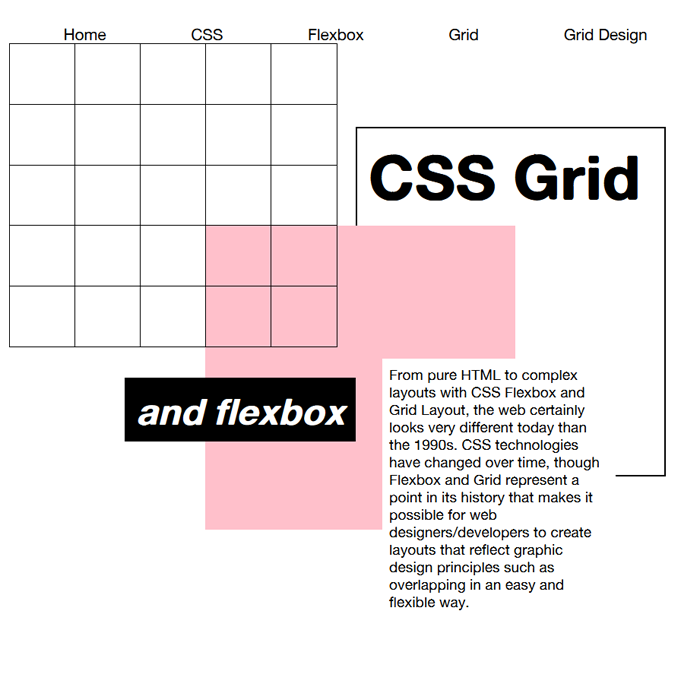 Home CSS Flexbox Grid Grid Design
CSS Grid
and flexbox
From pure HTML to complex
layouts with CSS Flexbox and
Grid Layout, the web certainly
looks very different today than
the 1990s. CSS technologies
have changed over time, though
Flexbox and Grid represent a
point in its history that makes it
possible for web
designers/developers to create
layouts that reflect graphic
design principles such as
overlapping in an easy and
flexible way.